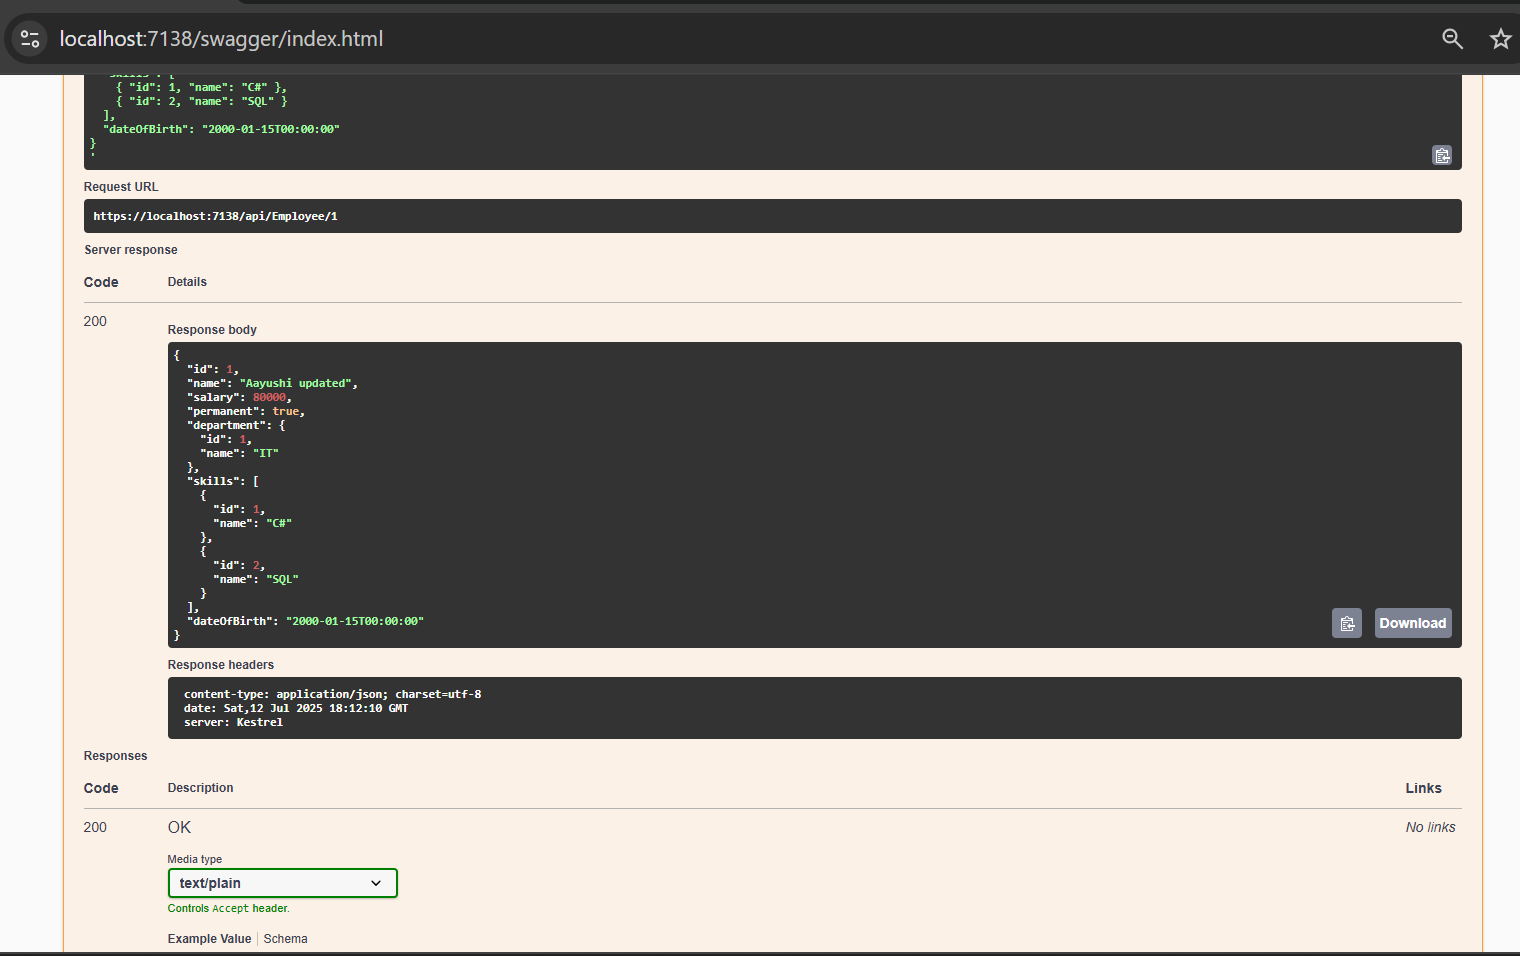 localhost:7138/swagger/index.html
"skills": [
{ "id": 1, "name": "C#" },
{ "id": 2, "name": "SQL" }
],
"dateOfBirth": "2000-01-15T00:00:00"
}
'
Request URL
https://localhost:7138/api/Employee/1
Server response
Code Details
200
Response body
{
"id": 1,
"name": "Aayushi updated",
"salary": 80000,
"permanent": true,
"department": {
"id": 1,
"name": "IT"
},
"skills": [
{
"id": 1,
"name": "C#"
},
{
"id": 2,
"name": "SQL"
}
],
"dateOfBirth": "2000-01-15T00:00:00"
}
Download
Response headers
content-type: application/json; charset=utf-8
date: Sat,12 Jul 2025 18:12:10 GMT
server: Kestrel
Responses
Code Description Links
200 OK No links
Media type
text/plain
Controls Accept header.
Example Value Schema